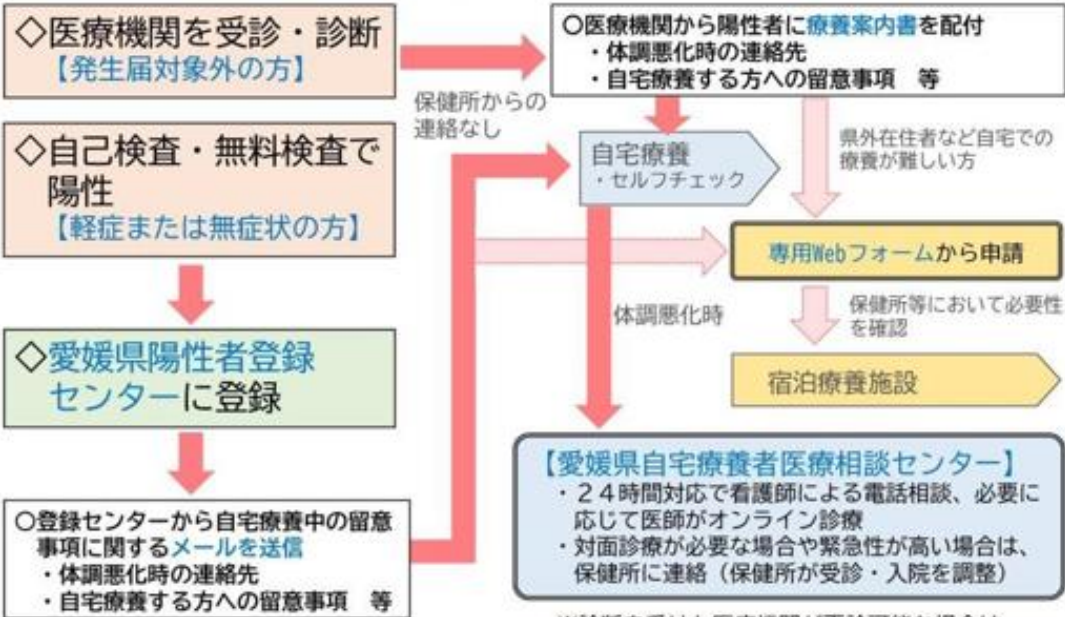 ◇医療機関を受診・診断
【発生届対象外の方】
○医療機関から陽性者に療養案内書を配付
・体調悪化時の連絡先
・自宅療養する方への留意事項　等
保健所からの
連絡なし
◇自己検査・無料検査で
陽性
【軽症または無症状の方】
自宅療養
・セルフチェック
県外在住者など自宅での
療養が難しい方
専用Webフォームから申請
体調悪化時
保健所等において必要性
を確認
宿泊療養施設
◇愛媛県陽性者登録
センターに登録
【愛媛県自宅療養者医療相談センター】
・２４時間対応で看護師による電話相談、必要に
応じて医師がオンライン診療
・対面診療が必要な場合や緊急性が高い場合は、
保健所に連絡（保健所が受診・入院を調整）
○登録センターから自宅療養中の留意
事項に関するメールを送信
・体調悪化時の連絡先
・自宅療養する方への留意事項　等